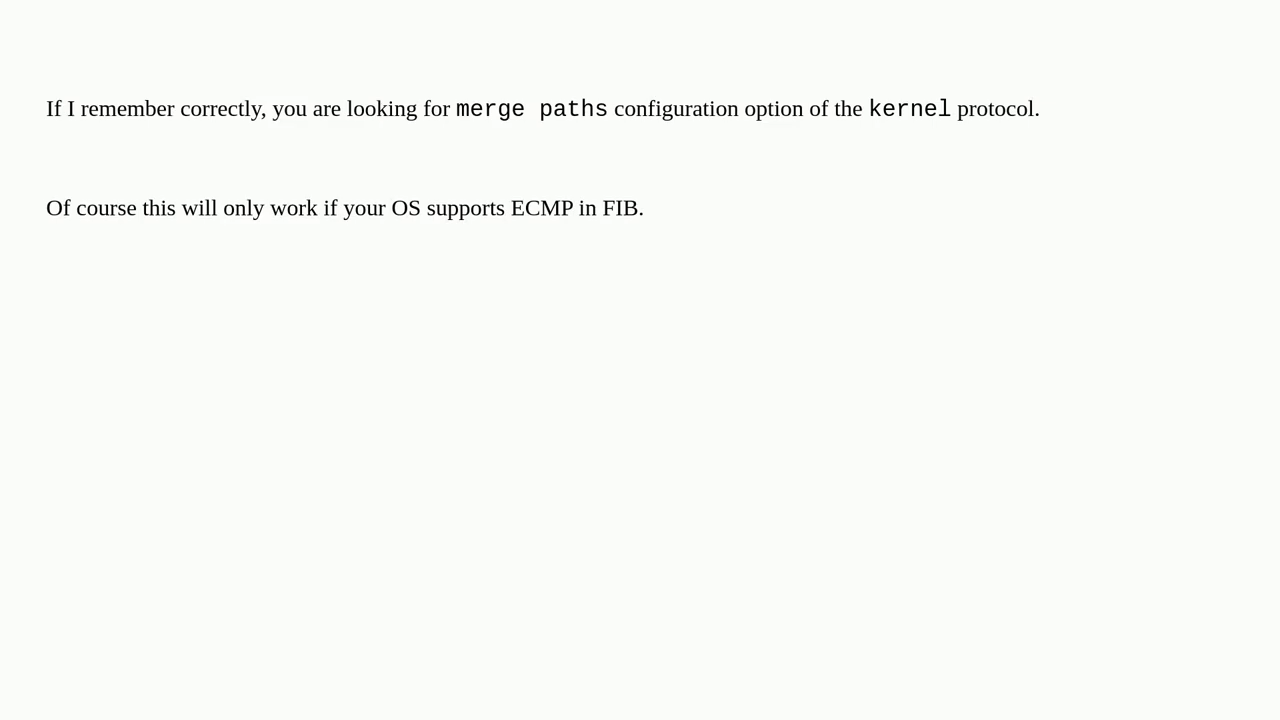 If I remember correctly, you are looking for merge paths configuration option of the kernel protocol.
Of course this will only work if your OS supports ECMP in FIB.